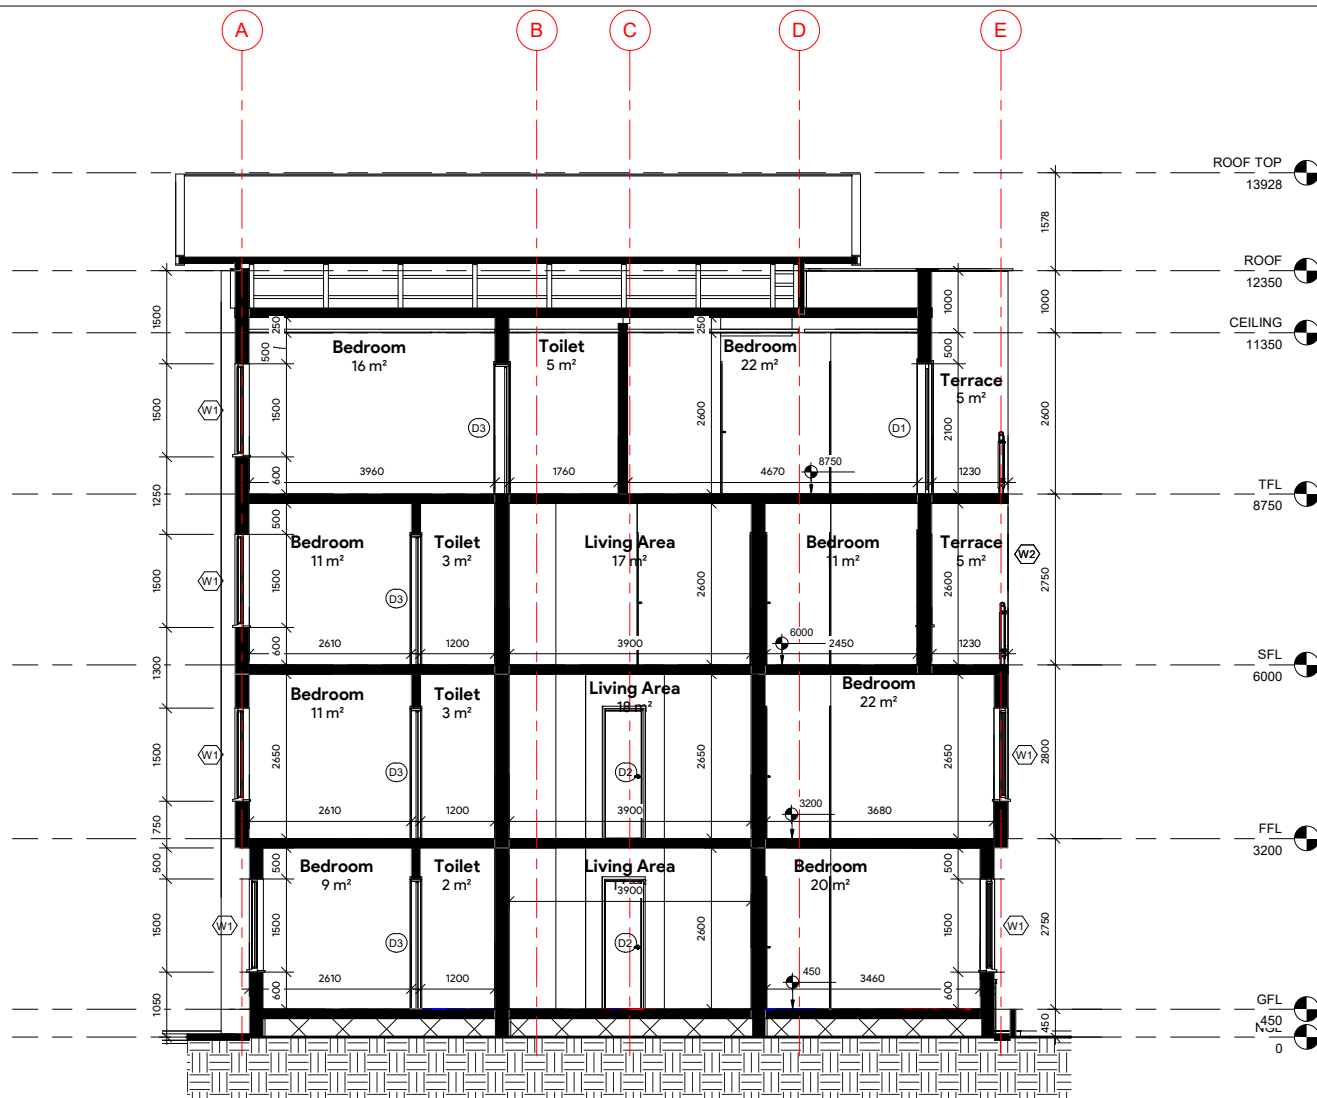 A B C D E
ROOF TOP
13928
1578
ROOF
12350
1000
1000
1500
250
250
CEILING
11350
500
500
Bedroom
16 m²
Toilet
5 m²
Bedroom
22 m²
Terrace
5 m²
W1
1500
1500
D3
2600
D1
2100
2600
3960
1760
4670
8750
1230
600
1250
TFL
8750
500
Bedroom
11 m²
Toilet
3 m²
Living Area
17 m²
Bedroom
11 m²
Terrace
5 m²
W2
W1
1500
1500
D3
2600
2600
2750
6000
2610
1200
3900
2450
1230
600
1300
SFL
6000
Bedroom
11 m²
Toilet
3 m²
Living Area
18 m²
Bedroom
22 m²
W1
1500
2650
D3
D2
2650
2650
W1
2800
3200
2610
1200
3900
3680
750
FFL
3200
500
500
500
Bedroom
9 m²
Toilet
2 m²
Living Area
3900
Bedroom
20 m²
W1
1500
1500
D3
D2
2600
1500
W1
2750
450
2610
1200
3460
600
600
1050
GFL
450
450
NSL
0